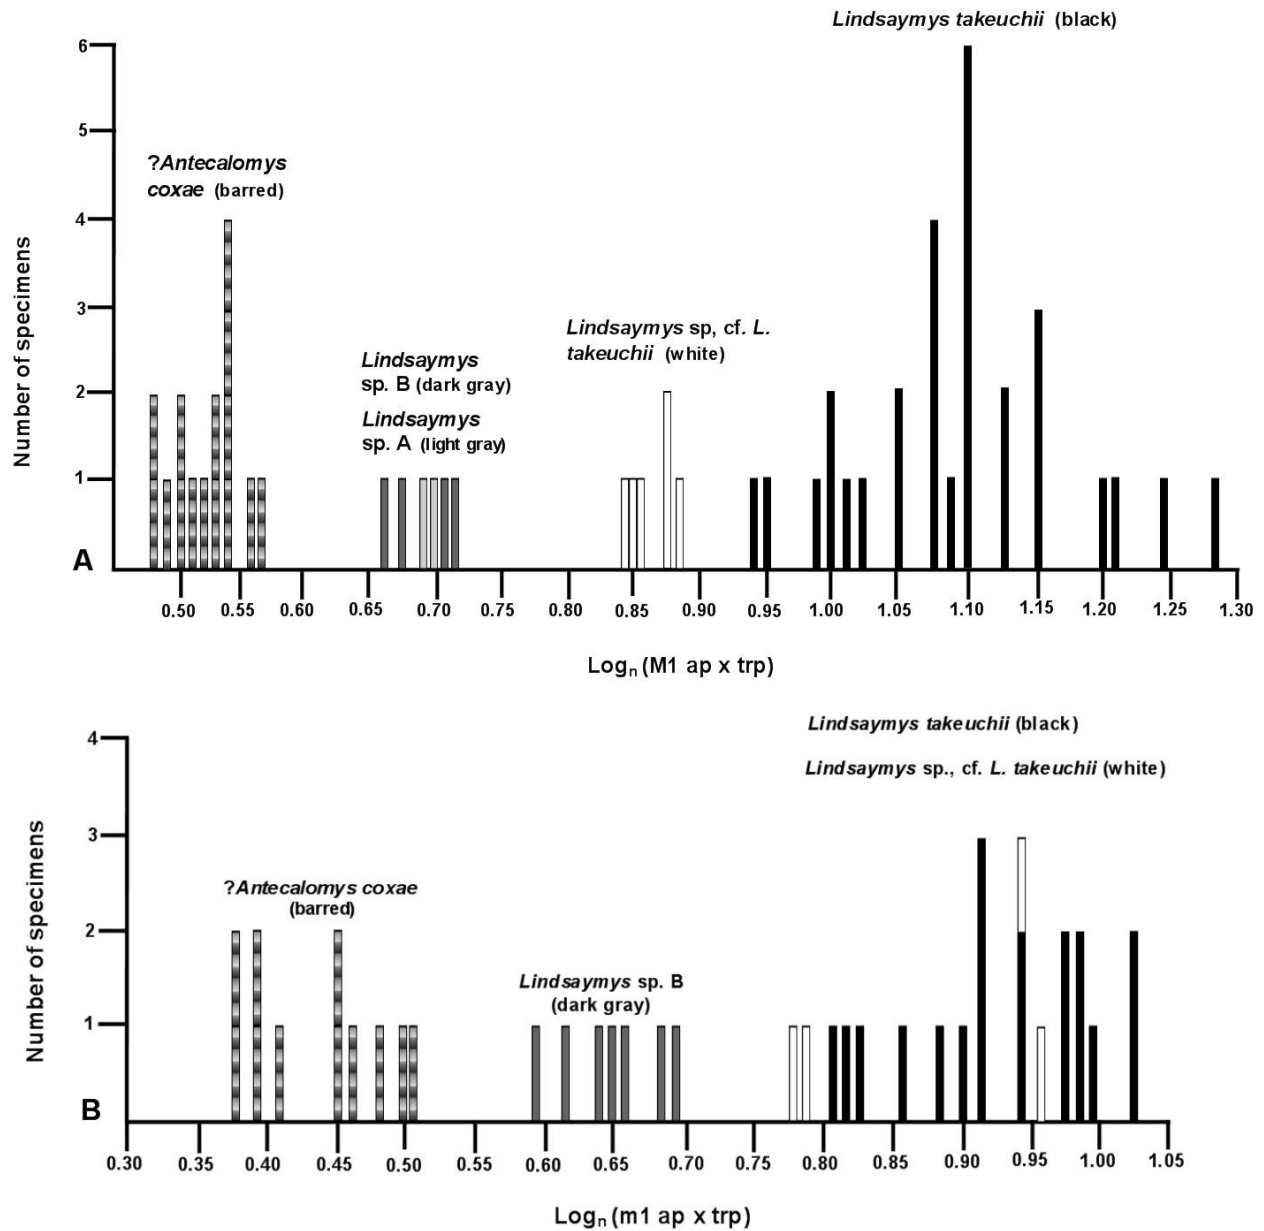 Lindsaymys takeuchii (black)
6
5
?Antecalomys
coxae (barred)
4
Number of specimens
3
Lindsaymys sp, cf. L.
takeuchii (white)
Lindsaymys
sp. B (dark gray)
2
Lindsaymys
sp. A (light gray)
1
A
0.50 0.55 0.60 0.65 0.70 0.75 0.80 0.85 0.90 0.95 1.00 1.05 1.10 1.15 1.20 1.25 1.30
Logn (M1 ap x trp)
Lindsaymys takeuchii (black)
4
Lindsaymys sp., cf. L. takeuchii (white)
3
Number of specimens
?Antecalomys coxae
(barred)
2
Lindsaymys sp. B
(dark gray)
1
B
0.30 0.35 0.40 0.45 0.50 0.55 0.60 0.65 0.70 0.75 0.80 0.85 0.90 0.95 1.00 1.05
Logn (m1 ap x trp)